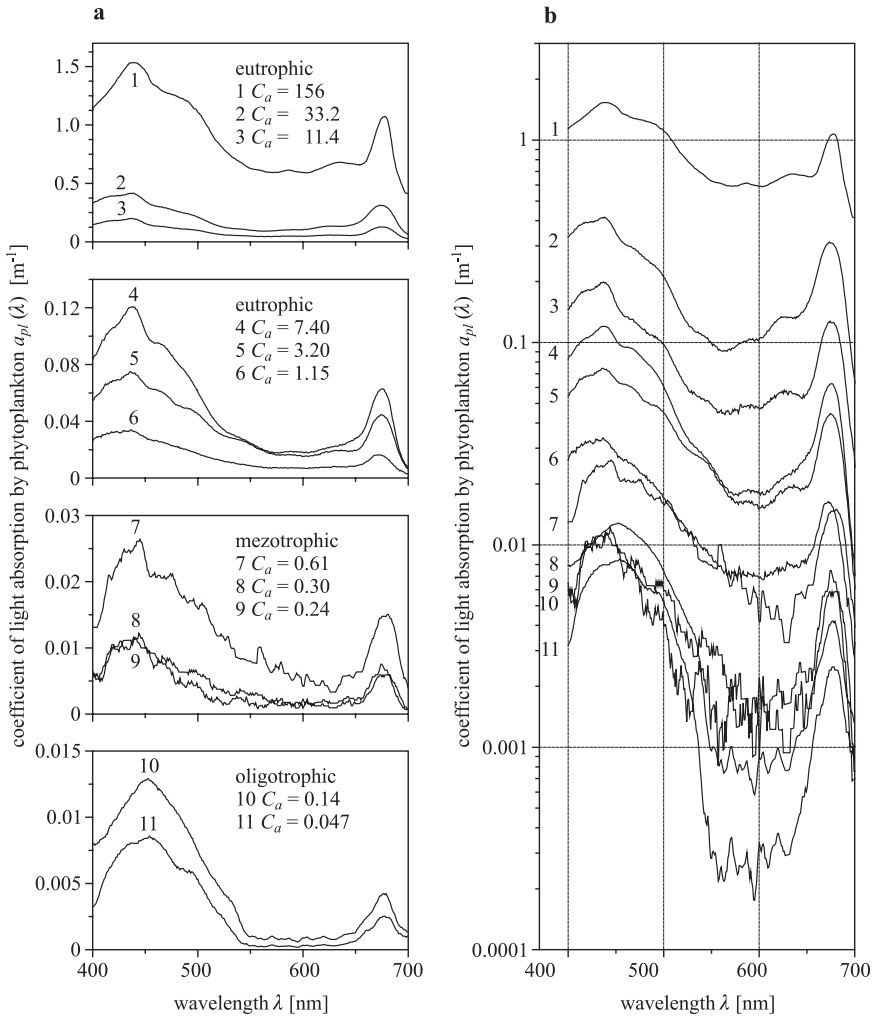 a
coefficient of light absorption by phytoplankton a_pl(λ) [m⁻¹]
1.5
1.0
0.5
0
eutrophic
1 C_a = 156
2 C_a = 33.2
3 C_a = 11.4
1
2
3
0.12
0.08
0.04
0
eutrophic
4 C_a = 7.40
5 C_a = 3.20
6 C_a = 1.15
4
5
6
0.03
0.02
0.01
0
mezotrophic
7 C_a = 0.61
8 C_a = 0.30
9 C_a = 0.24
7
8
9
0.015
0.01
0.005
0
oligotrophic
10 C_a = 0.14
11 C_a = 0.047
10
11
400 500 600 700
wavelength λ [nm]
b
coefficient of light absorption by phytoplankton a_pl(λ) [m⁻¹]
1
0.1
0.01
0.001
0.0001
1
2
3
4
5
6
7
8
9
10
11
400 500 600 700
wavelength λ [nm]